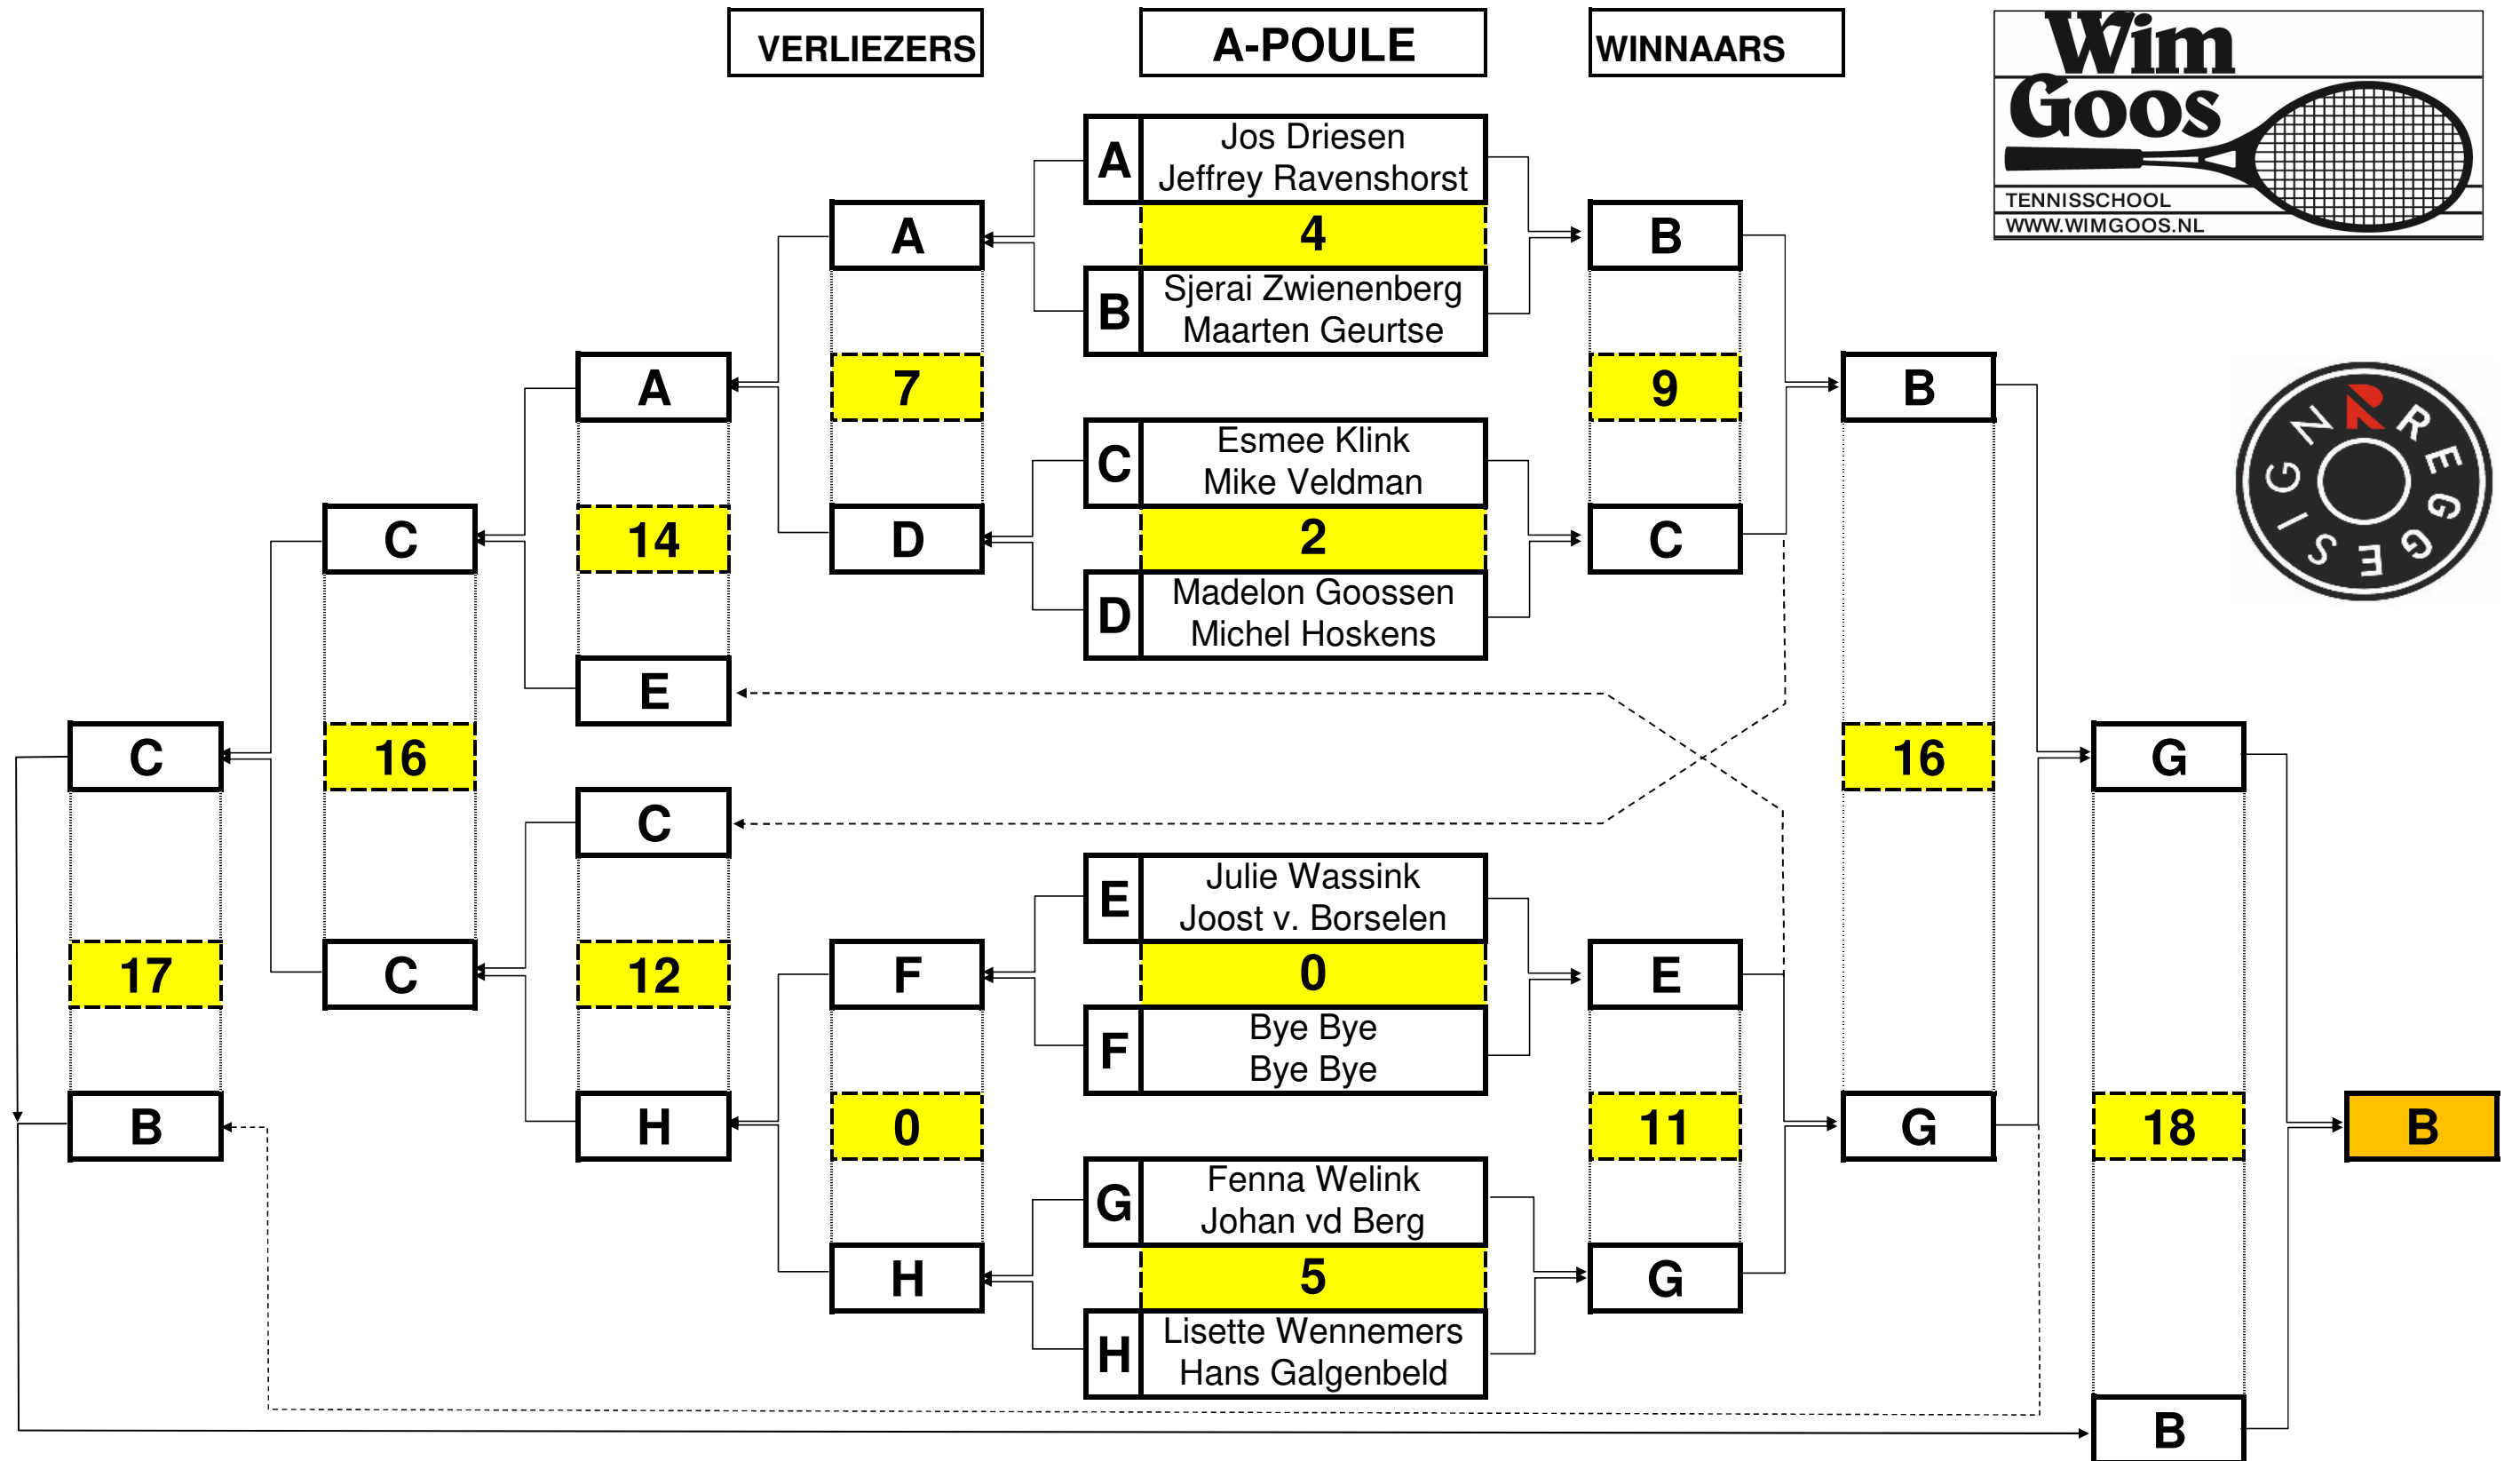 VERLIEZERS
A-POULE
WINNAARS
Wim
Goos
TENNISSCHOOL
WWW.WIMGOOS.NL
A
Jos Driesen
Jeffrey Ravenshorst
4
B
Sjerai Zwienenberg
Maarten Geurtse
C
Esmee Klink
Mike Veldman
2
D
Madelon Goossen
Michel Hoskens
E
Julie Wassink
Joost v. Borselen
0
F
Bye Bye
Bye Bye
G
Fenna Welink
Johan vd Berg
5
H
Lisette Wennemers
Hans Galgenbeld
A
7
D
F
0
H
A
14
E
C
12
H
C
16
C
C
17
B
B
9
C
E
11
G
B
16
G
G
18
B
B
REGGESIGN